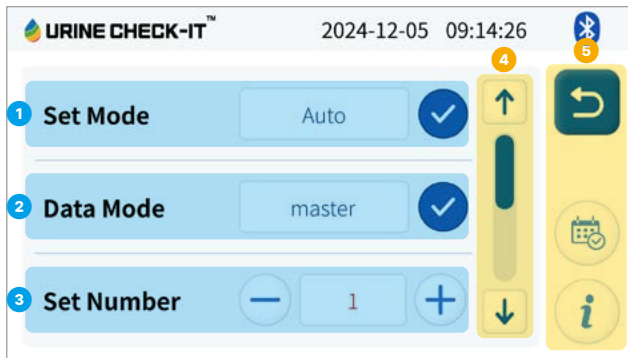 URINE CHECK-IT™ 2024-12-05 09:14:26
4 5
1 Set Mode Auto
2 Data Mode master
3 Set Number 1
i